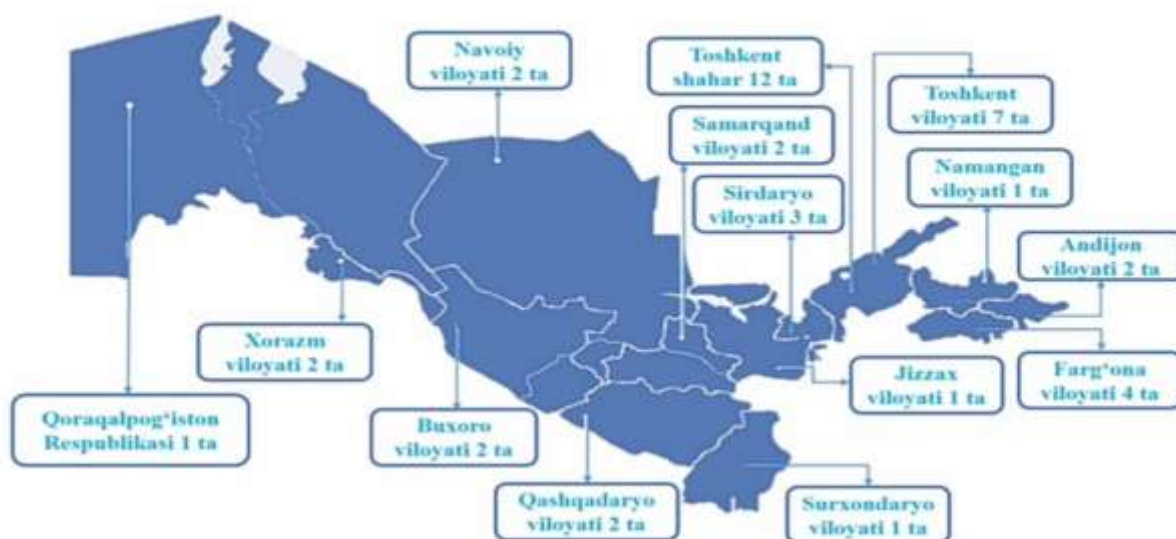 Navoiy
viloyati 2 ta
Toshkent
shahar 12 ta
Toshkent
viloyati 7 ta
Samarqand
viloyati 2 ta
Namangan
viloyati 1 ta
Sirdaryo
viloyati 3 ta
Andijon
viloyati 2 ta
Xorazm
viloyati 2 ta
Jizzax
viloyati 1 ta
Farg‘ona
viloyati 4 ta
Qoraqalpog‘iston
Respublikasi 1 ta
Buxoro
viloyati 2 ta
Qashqadaryo
viloyati 2 ta
Surxondaryo
viloyati 1 ta